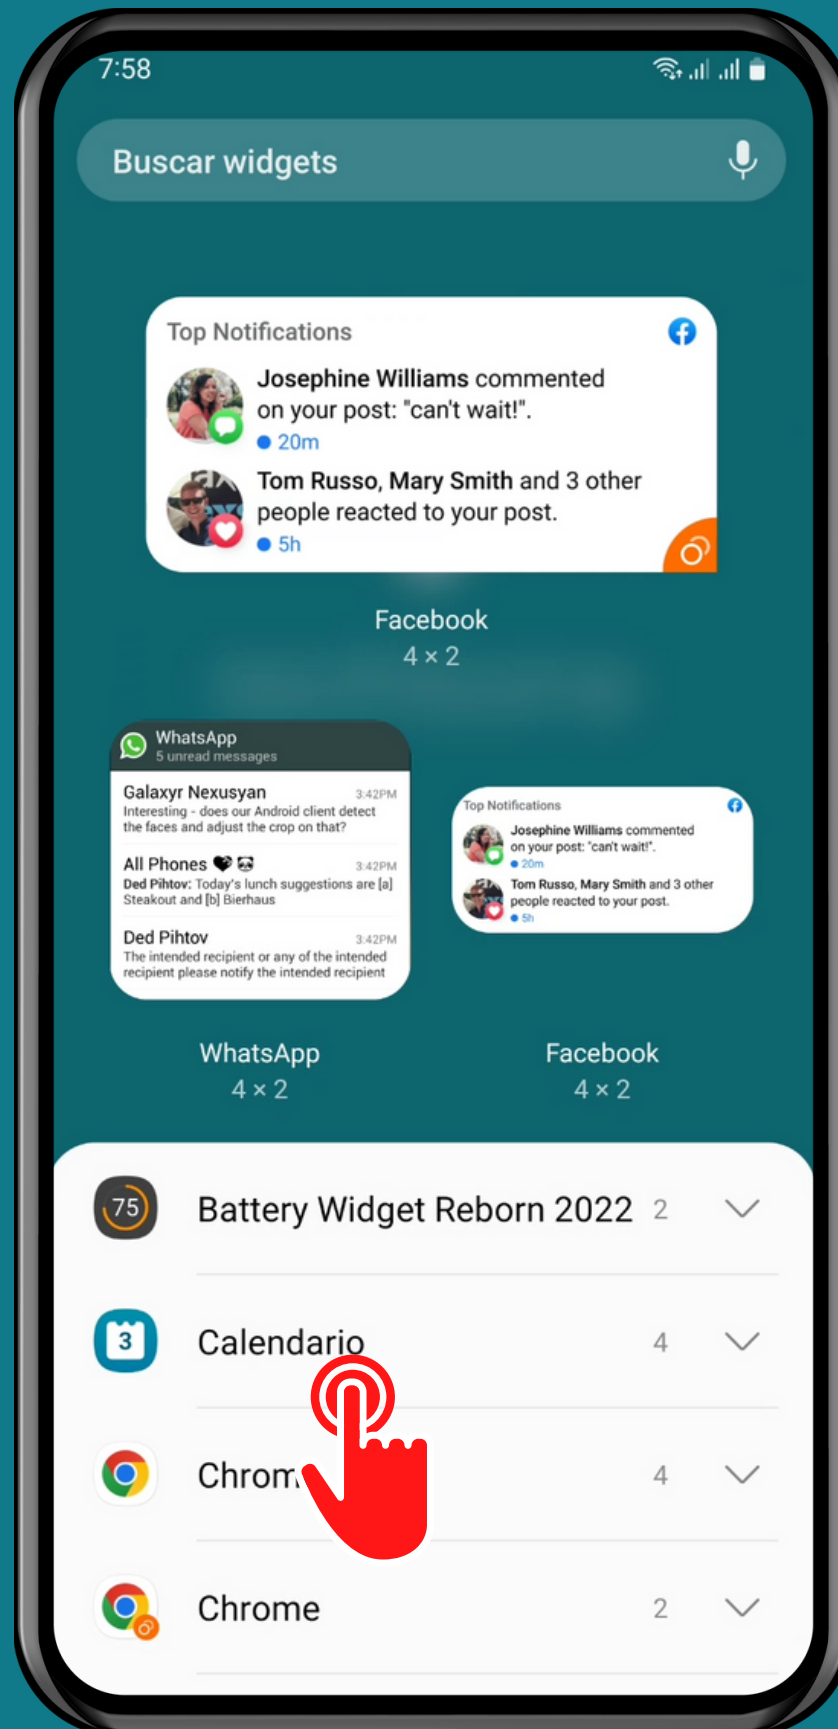 7:58
Buscar widgets
Top Notifications
Josephine Williams commented
on your post: "can't wait!".
20m
Tom Russo, Mary Smith and 3 other
people reacted to your post.
5h
Facebook
4 × 2
WhatsApp
5 unread messages
Galaxyr Nexusyan 3:42PM
Interesting - does our Android client detect
the faces and adjust the crop on that?
All Phones 🖤 🐼 3:42PM
Ded Pihtov: Today's lunch suggestions are [a]
Steakout and [b] Bierhaus
Ded Pihtov 3:42PM
The intended recipient or any of the intended
recipient please notify the intended recipient
WhatsApp
4 × 2
Top Notifications
Josephine Williams commented
on your post: "can't wait!".
20m
Tom Russo, Mary Smith and 3 other
people reacted to your post.
5h
Facebook
4 × 2
75
Battery Widget Reborn 2022 2
3
Calendario 4
Chrom 4
Chrome 2